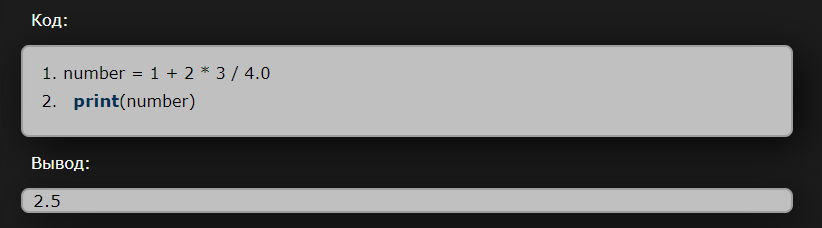 Код:
1. number = 1 + 2 * 3 / 4.0
2. print(number)
Вывод:
2.5